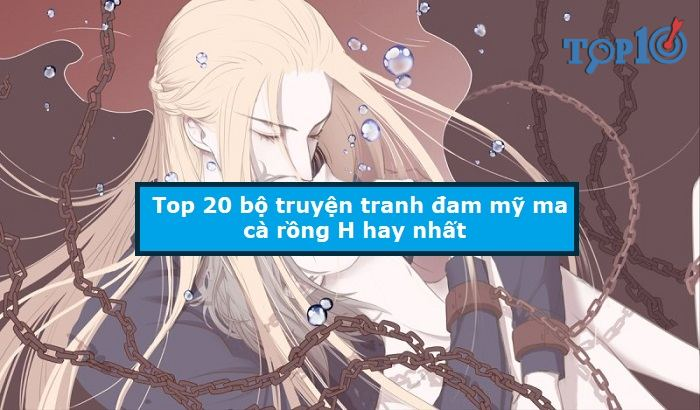 TOP10
Top 20 bộ truyện tranh đam mỹ ma
cà rồng H hay nhất